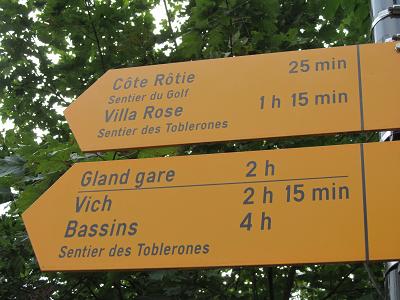 Côte Rôtie 25 min
Sentier du Golf
Villa Rose 1 h 15 min
Sentier des Toblerones
Gland gare 2 h
Vich 2 h 15 min
Bassins 4 h
Sentier des Toblerones